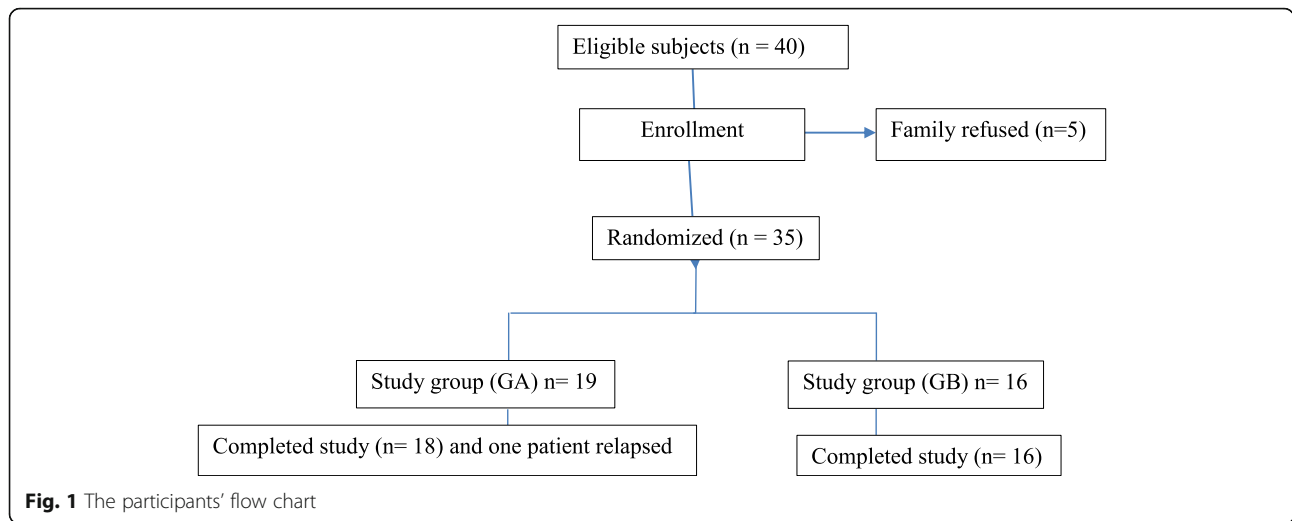 Eligible subjects (n = 40)
Enrollment
Family refused (n=5)
Randomized (n = 35)
Study group (GA) n= 19
Study group (GB) n= 16
Completed study (n= 18) and one patient relapsed
Completed study (n= 16)
Fig. 1 The participants’ flow chart